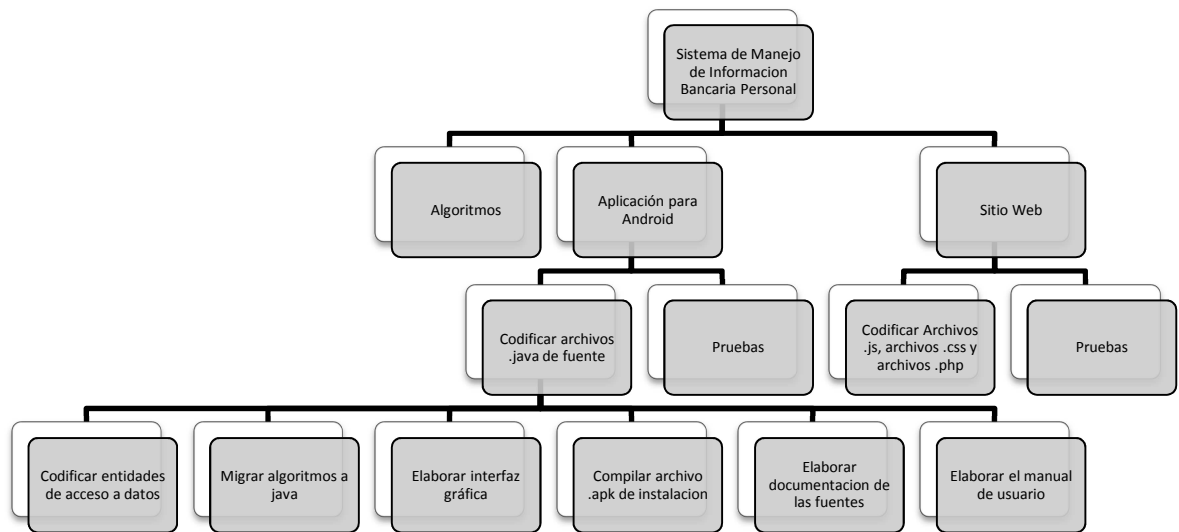 Sistema de Manejo
de Informacion
Bancaria Personal
Algoritmos
Aplicación para
Android
Sitio Web
Codificar archivos
.java de fuente
Pruebas
Codificar Archivos
.js, archivos .css y
archivos .php
Pruebas
Codificar entidades
de acceso a datos
Migrar algoritmos a
java
Elaborar interfaz
gráfica
Compilar archivo
.apk de instalacion
Elaborar
documentacion de
las fuentes
Elaborar el manual
de usuario